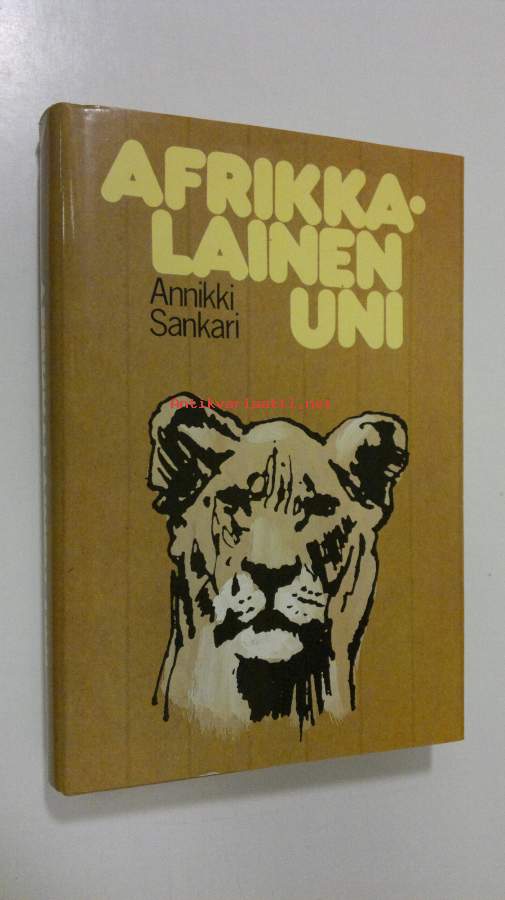 AFRIKKA-
LAINEN
UNI
Annikki
Sankari
Antikvariaatti.net